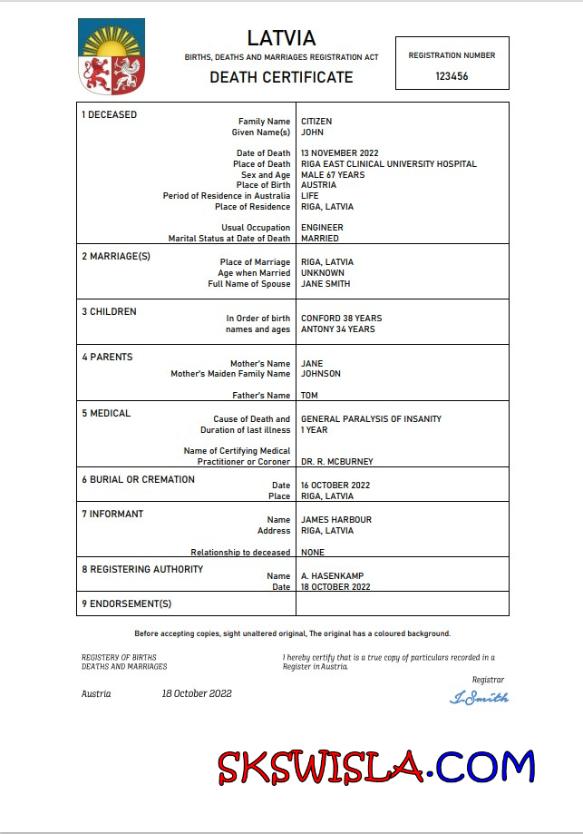 LATVIA
BIRTHS, DEATHS AND MARRIAGES REGISTRATION ACT
DEATH CERTIFICATE
REGISTRATION NUMBER
123456
1 DECEASED
Family Name CITIZEN
Given Name(s) JOHN
Date of Death 13 NOVEMBER 2022
Place of Death RIGA EAST CLINICAL UNIVERSITY HOSPITAL
Sex and Age MALE 67 YEARS
Place of Birth AUSTRIA
Period of Residence in Australia LIFE
Place of Residence RIGA, LATVIA
Usual Occupation ENGINEER
Marital Status at Date of Death MARRIED
2 MARRIAGE(S)
Place of Marriage RIGA, LATVIA
Age when Married UNKNOWN
Full Name of Spouse JANE SMITH
3 CHILDREN
In Order of birth CONFORD 38 YEARS
names and ages ANTONY 34 YEARS
4 PARENTS
Mother's Name JANE
Mother's Maiden Family Name JOHNSON
Father's Name TOM
5 MEDICAL
Cause of Death and GENERAL PARALYSIS OF INSANITY
Duration of last illness 1 YEAR
Name of Certifying Medical
Practitioner or Coroner DR. R. MCBURNEY
6 BURIAL OR CREMATION
Date 16 OCTOBER 2022
Place RIGA, LATVIA
7 INFORMANT
Name JAMES HARBOUR
Address RIGA, LATVIA
Relationship to deceased NONE
8 REGISTERING AUTHORITY
Name A. HASENKAMP
Date 18 OCTOBER 2022
9 ENDORSEMENT(S)
Before accepting copies, sight unaltered original, The original has a coloured background.
REGISTERY OF BIRTHS
DEATHS AND MARRIAGES
I hereby certify that is a true copy of particulars recorded in a
Register in Austria.
Registrar
Austria 18 October 2022
I.Smith
SKSWISLA.COM